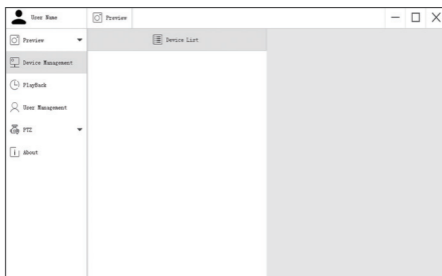 User Name
Preview
Preview
Device List
Device Management
PlayBack
User Management
PTZ
About